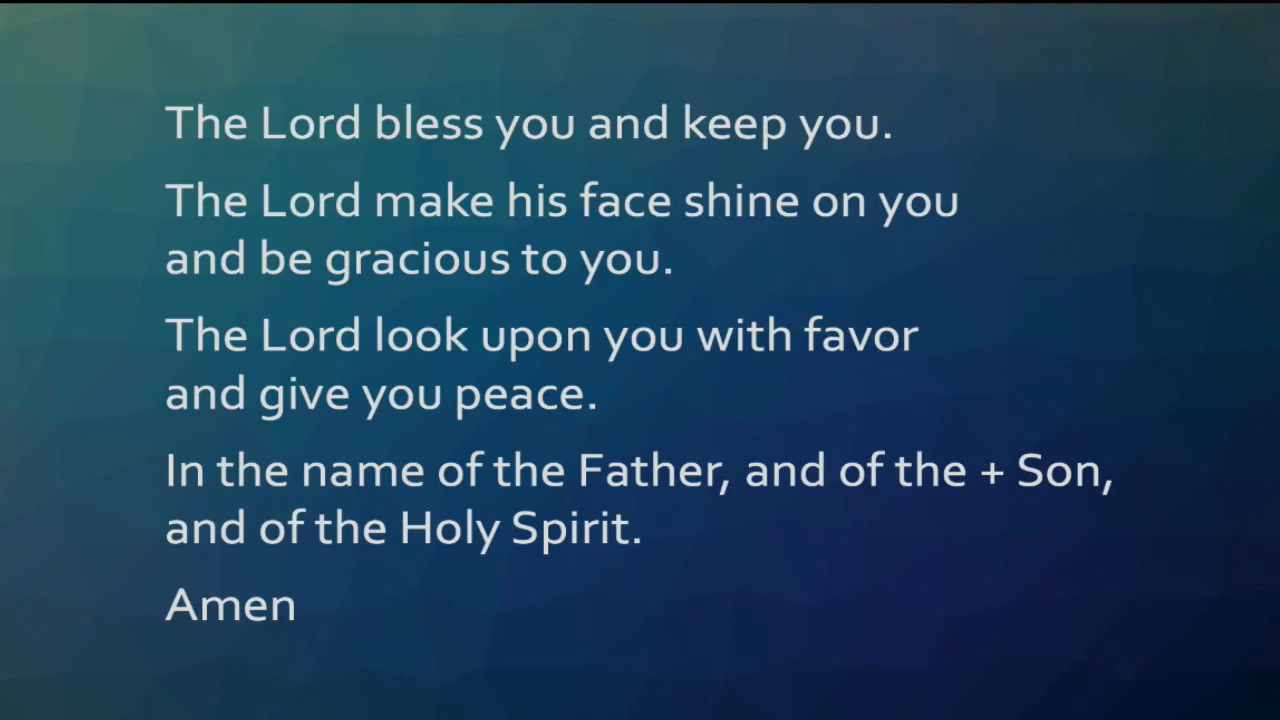 The Lord bless you and keep you.
The Lord make his face shine on you
and be gracious to you.
The Lord look upon you with favor
and give you peace.
In the name of the Father, and of the + Son,
and of the Holy Spirit.
Amen